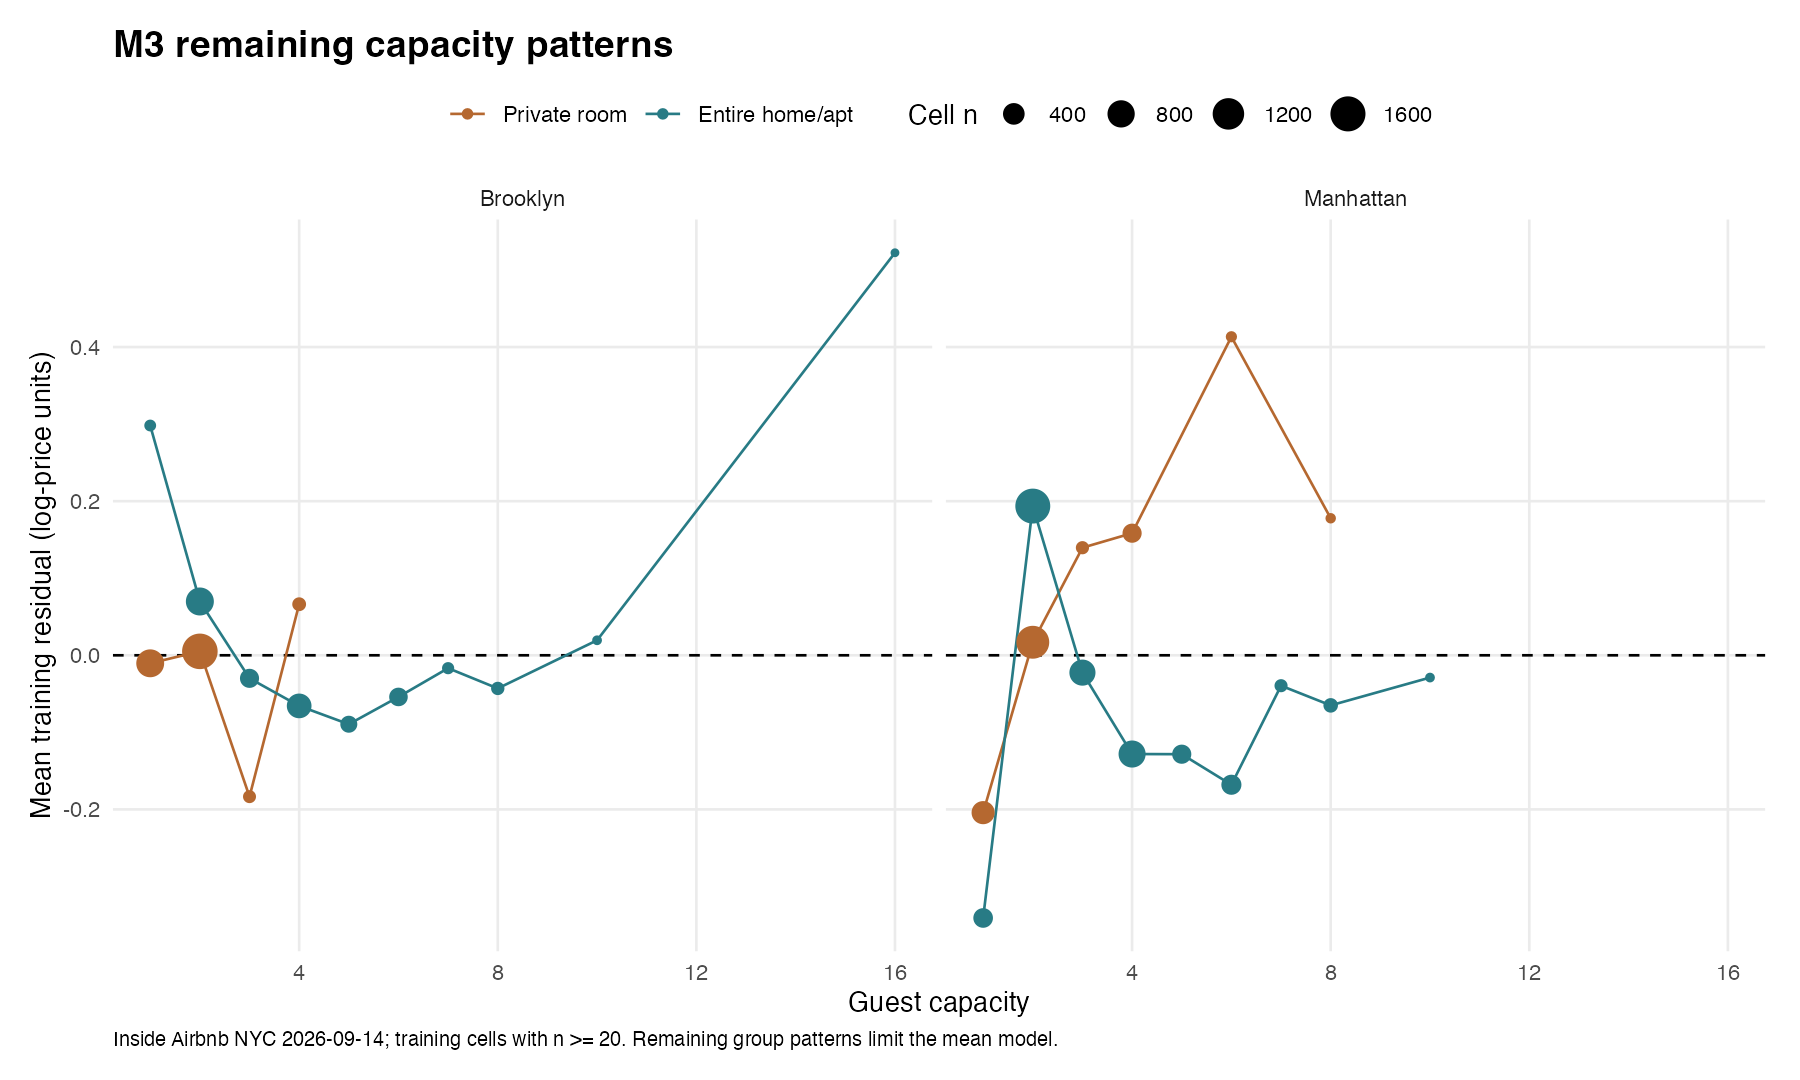 M3 remaining capacity patterns
Private room Entire home/apt Cell n 400 800 1200 1600
Brooklyn Manhattan
Mean training residual (log-price units)
0.4
0.2
0.0
-0.2
4 8 12 16 4 8 12 16
Guest capacity
Inside Airbnb NYC 2026-09-14; training cells with n >= 20. Remaining group patterns limit the mean model.